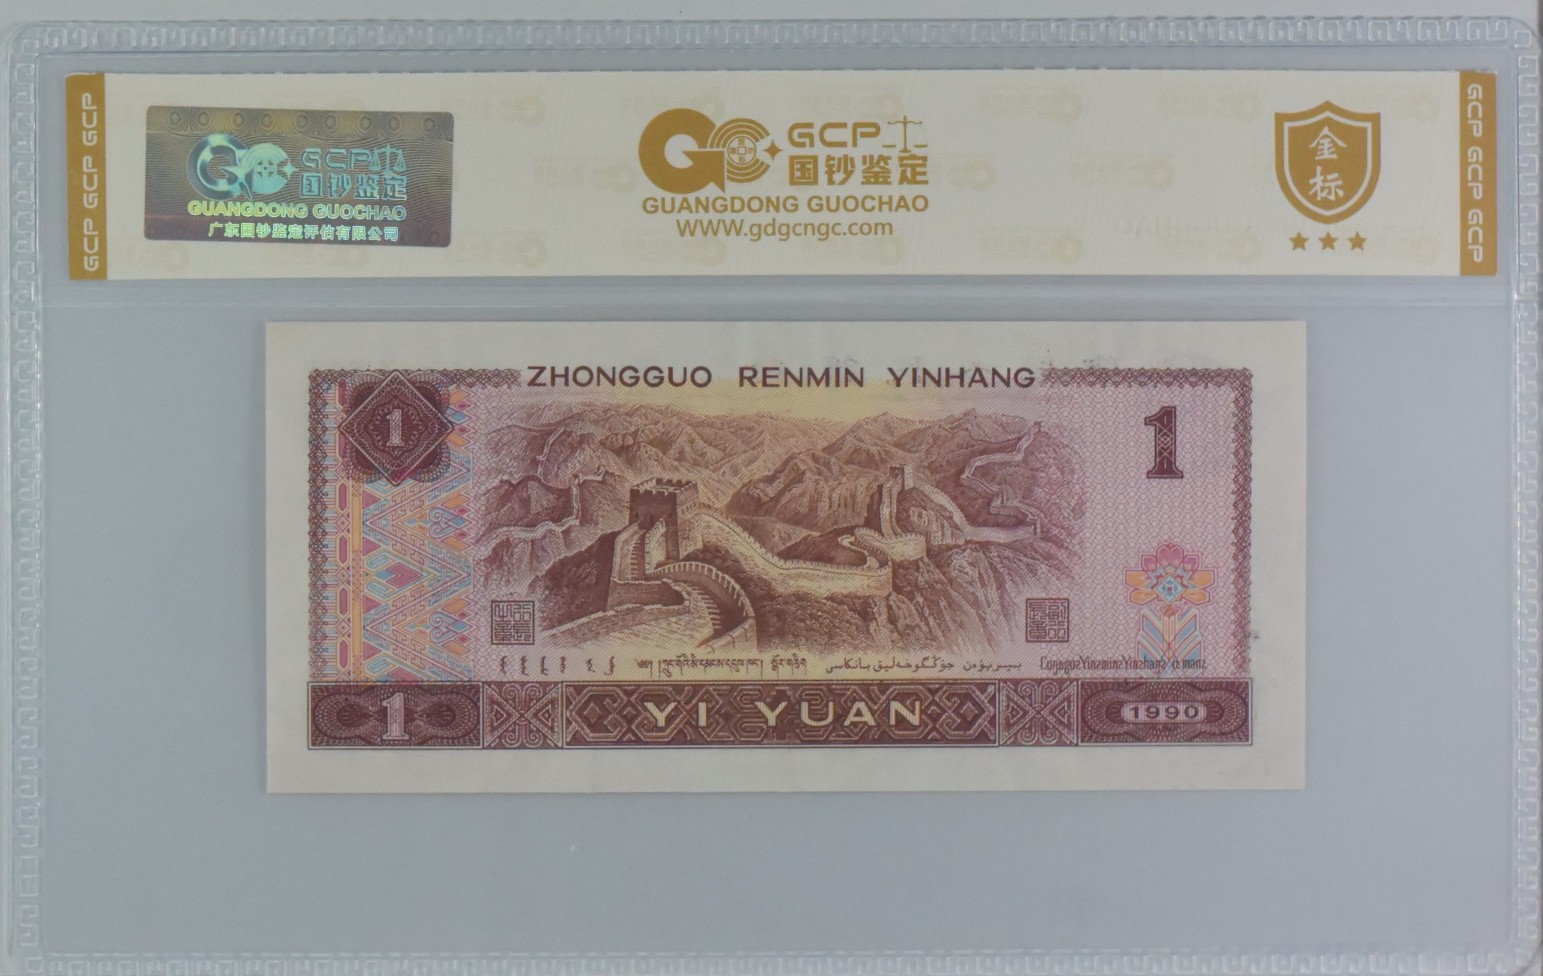 GCP GCP GCP
GCP 国钞鉴定
GUANGDONG GUOCHAO
广东国钞鉴定评估有限公司
GCP
国钞鉴定
GUANGDONG GUOCHAO
WWW.gdgcngc.com
金
标
GCP GCP GCP
ZHONGGUO RENMIN YINHANG
1
1
1
YI YUAN
1990